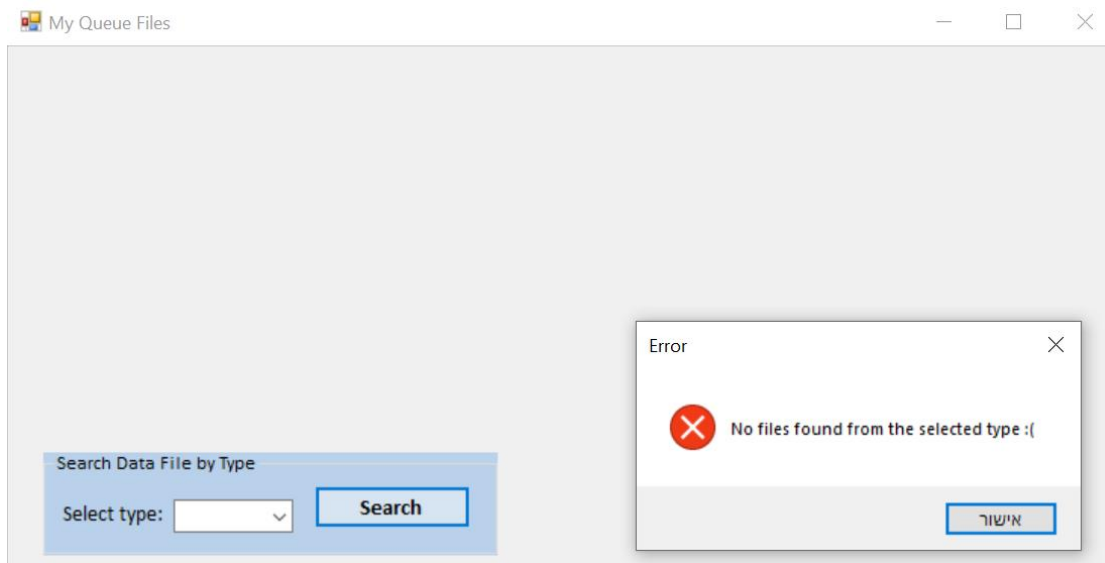 My Queue Files
Error
No files found from the selected type :(
אישור
Search Data File by Type
Select type:
Search